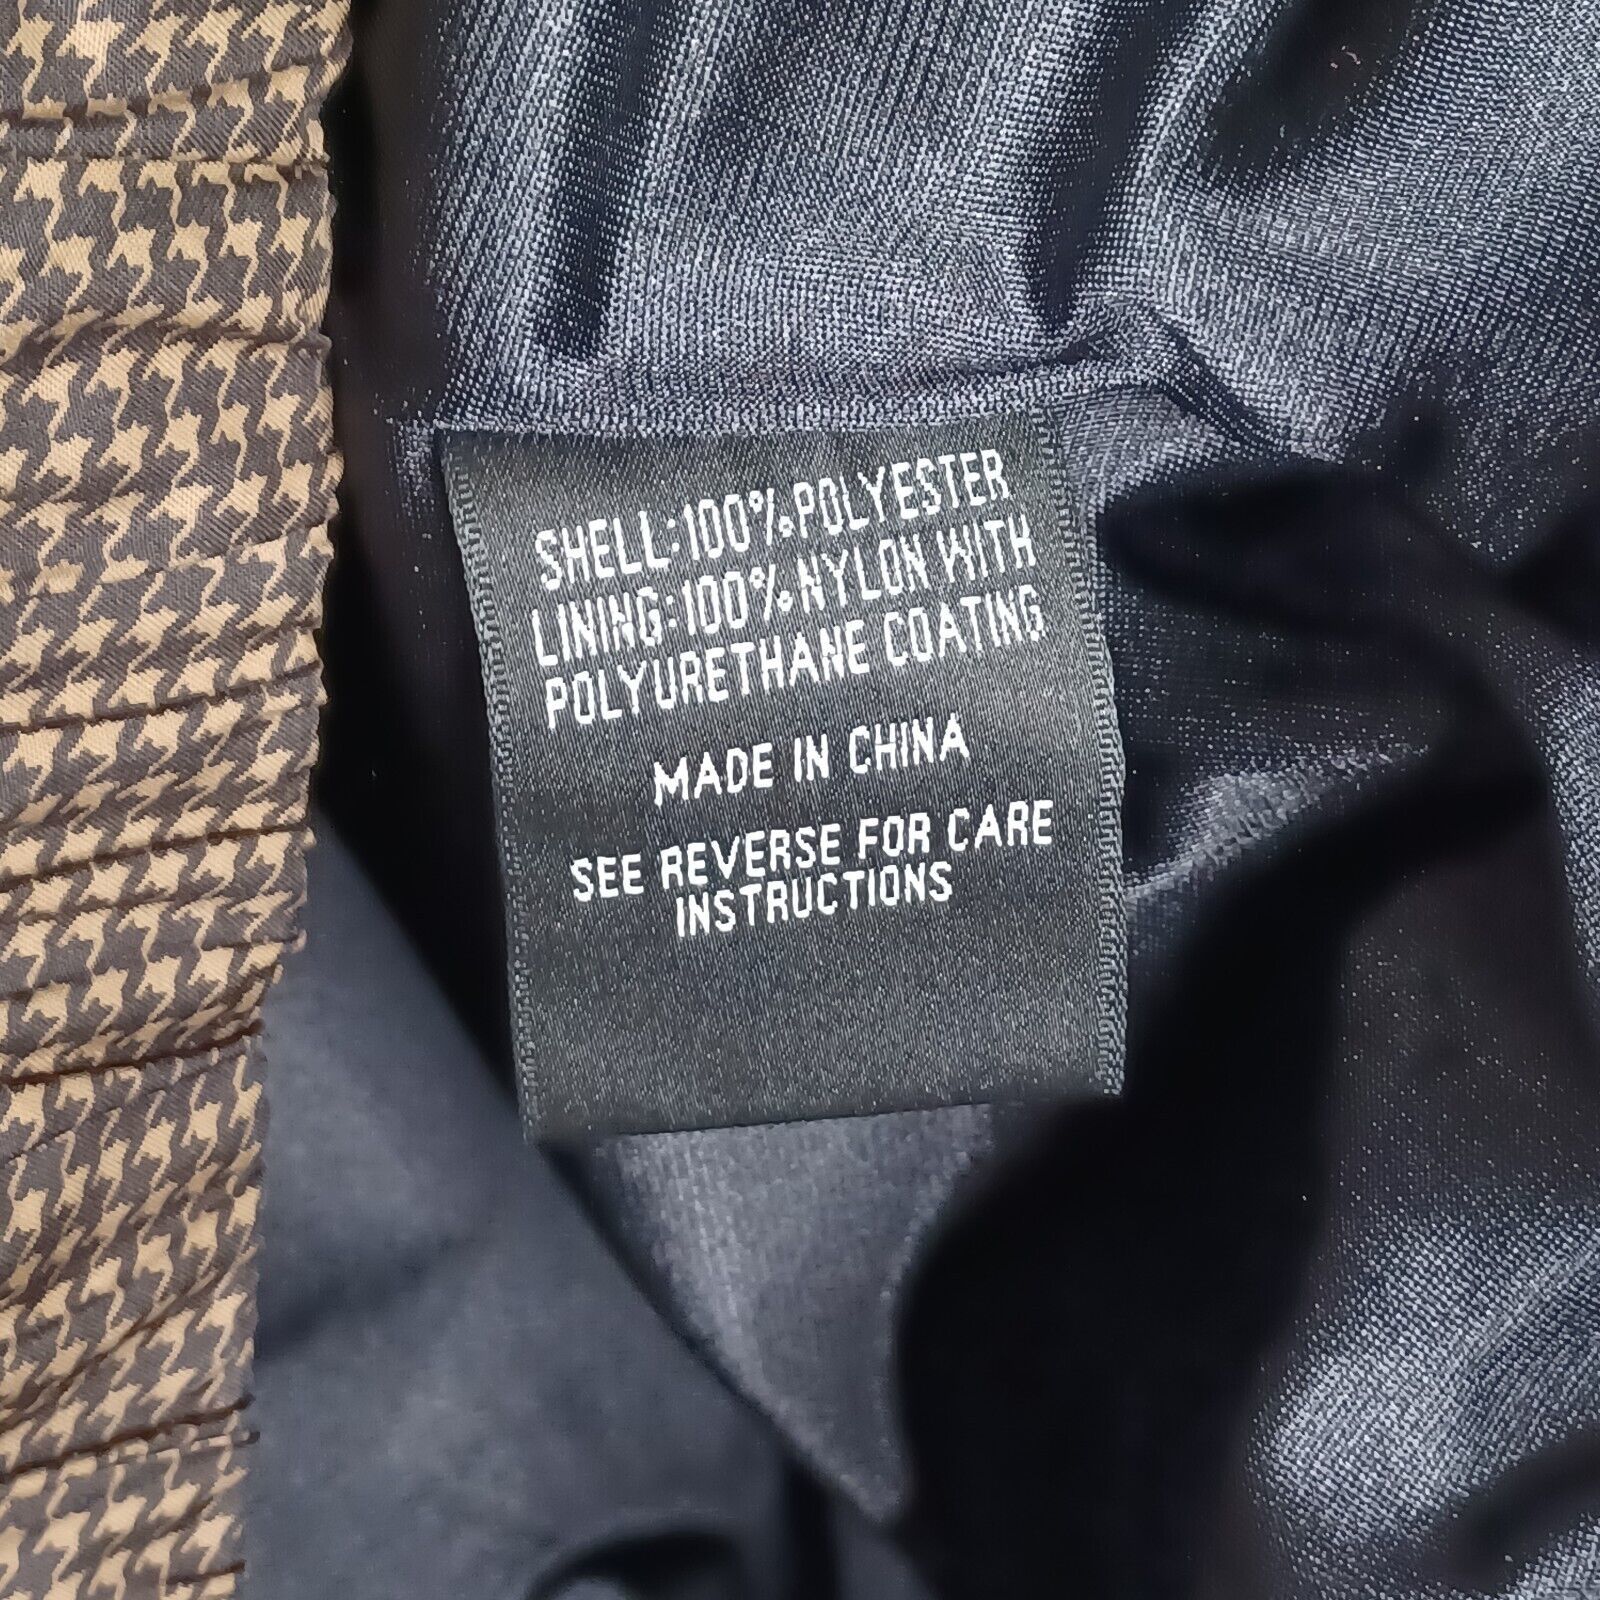 SHELL:100%POLYESTER
LINING:100%NYLON WITH
POLYURETHANE COATING
MADE IN CHINA
SEE REVERSE FOR CARE
INSTRUCTIONS